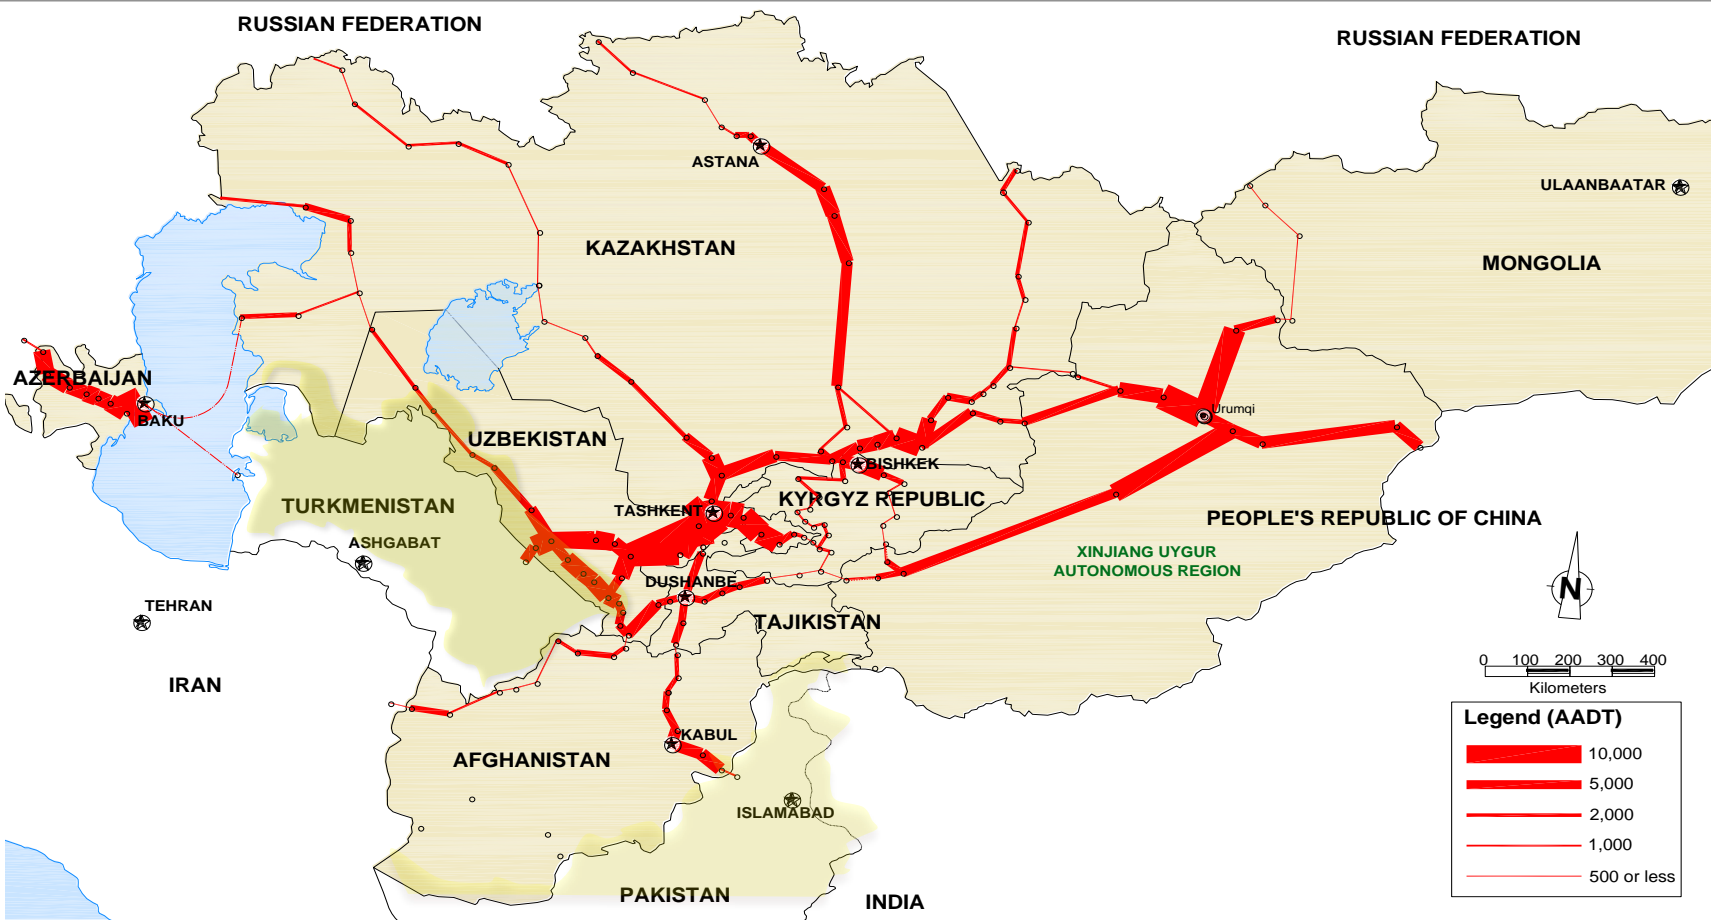 RUSSIAN FEDERATION
RUSSIAN FEDERATION
ASTANA
ULAANBAATAR
KAZAKHSTAN
MONGOLIA
AZERBAIJAN
BAKU
Urumqi
UZBEKISTAN
BISHKEK
TURKMENISTAN
TASHKENT
KYRGYZ REPUBLIC
PEOPLE'S REPUBLIC OF CHINA
ASHGABAT
XINJIANG UYGUR
AUTONOMOUS REGION
DUSHANBE
N
TEHRAN
TAJIKISTAN
IRAN
0 100 200 300 400
Kilometers
KABUL
AFGHANISTAN
ISLAMABAD
PAKISTAN
INDIA
Legend (AADT)
10,000
5,000
2,000
1,000
500 or less